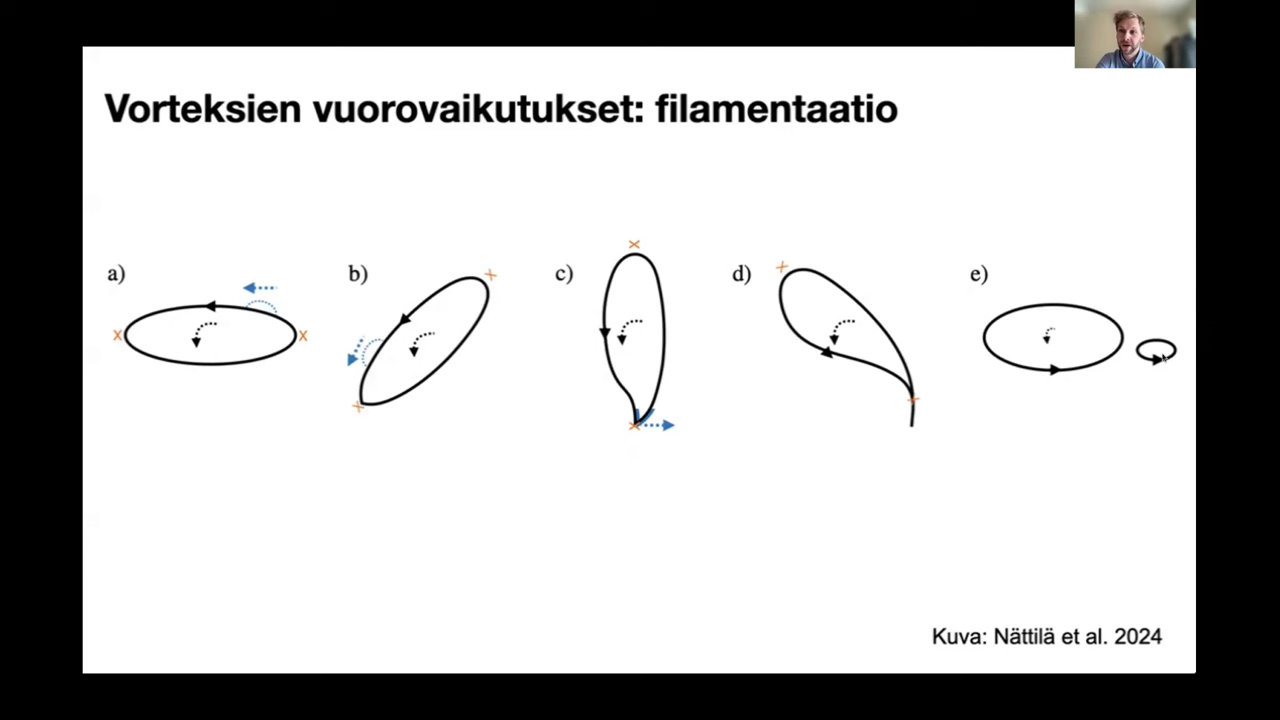 Vorteksien vuorovaikutukset: filamentaatio
a)
b)
c)
d)
e)
Kuva: Nättilä et al. 2024